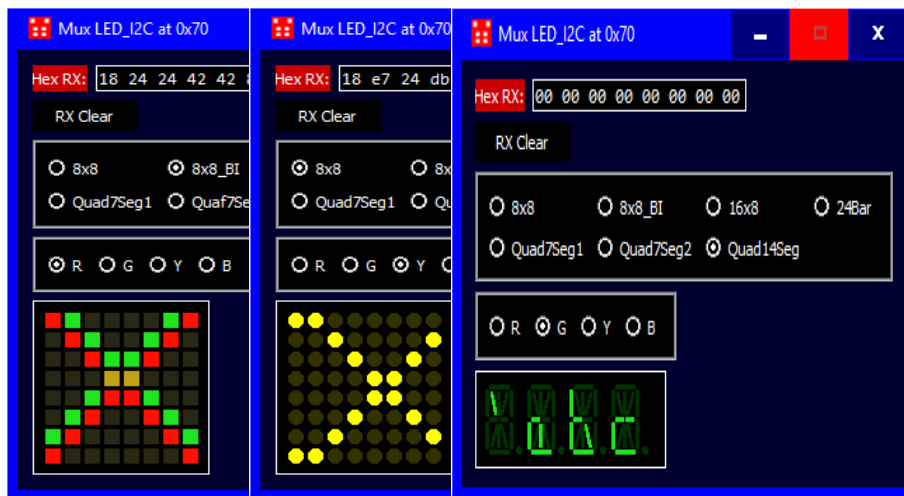 Mux LED_I2C at 0x70
Hex RX: 18 24 24 42 42
RX Clear
8x8 8x8_BI
Quad7Seg1 Quaf7Se
R G Y B
Mux LED_I2C at 0x70
Hex RX: 18 e7 24 db
RX Clear
8x8 8x
Quad7Seg1 Qu
R G Y
Mux LED_I2C at 0x70
Hex RX: 00 00 00 00 00 00 00 00
RX Clear
8x8 8x8_BI 16x8 24Bar
Quad7Seg1 Quad7Seg2 Quad14Seg
R G Y B